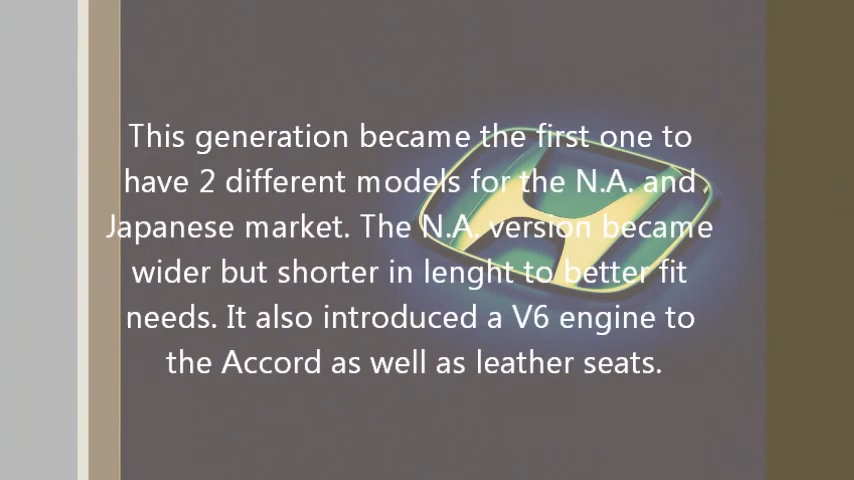 This generation became the first one to
have 2 different models for the N.A. and
Japanese market. The N.A. version became
wider but shorter in lenght to better fit
needs. It also introduced a V6 engine to
the Accord as well as leather seats.